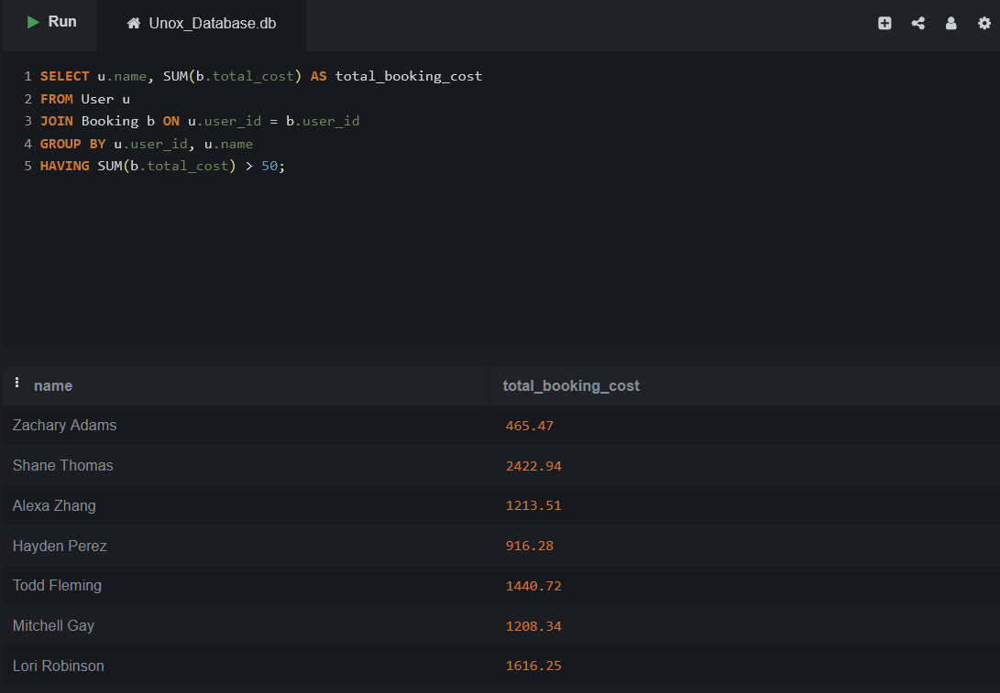 Run
Unox_Database.db
1 SELECT u.name, SUM(b.total_cost) AS total_booking_cost
2 FROM User u
3 JOIN Booking b ON u.user_id = b.user_id
4 GROUP BY u.user_id, u.name
5 HAVING SUM(b.total_cost) > 50;
name total_booking_cost
Zachary Adams 465.47
Shane Thomas 2422.94
Alexa Zhang 1213.51
Hayden Perez 916.28
Todd Fleming 1440.72
Mitchell Gay 1208.34
Lori Robinson 1616.25